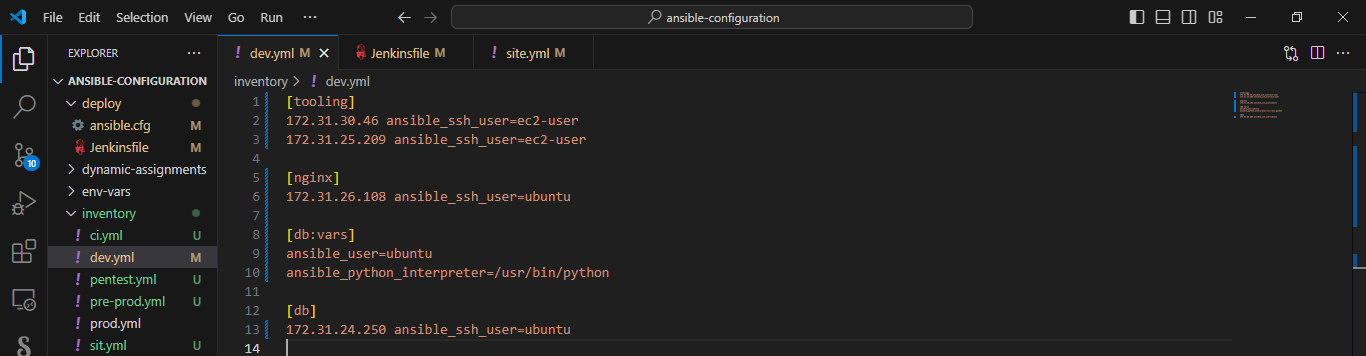 File Edit Selection View Go Run ··· ansible-configuration
EXPLORER ···
ANSIBLE-CONFIGURATION
deploy
ansible.cfg M
Jenkinsfile M
dynamic-assignments
env-vars
inventory
ci.yml U
dev.yml M
pentest.yml U
pre-prod.yml U
prod.yml
sit.yml U
10
! dev.yml M
Jenkinsfile M
! site.yml M
inventory > ! dev.yml
1 [tooling]
2 172.31.30.46 ansible_ssh_user=ec2-user
3 172.31.25.209 ansible_ssh_user=ec2-user
4
5 [nginx]
6 172.31.26.108 ansible_ssh_user=ubuntu
7
8 [db:vars]
9 ansible_user=ubuntu
10 ansible_python_interpreter=/usr/bin/python
11
12 [db]
13 172.31.24.250 ansible_ssh_user=ubuntu
14